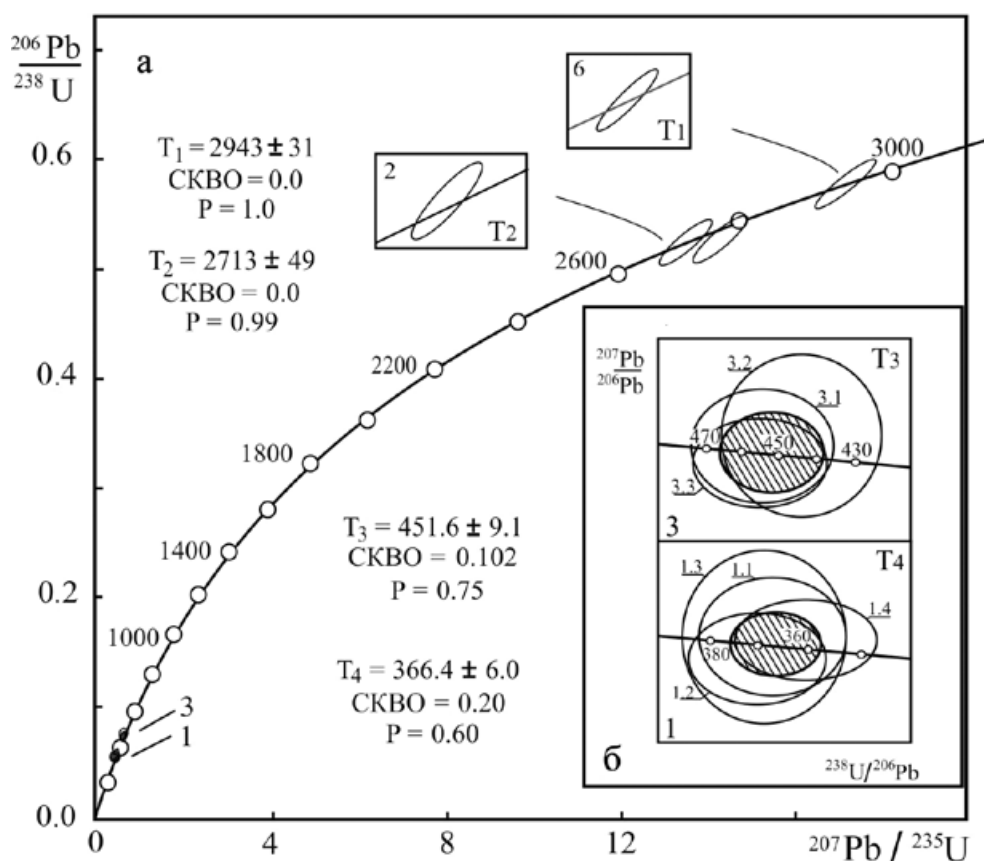 ²⁰⁶Pb
²³⁸U
а
6
T₁
T₁ = 2943 ± 31
СКВО = 0.0
P = 1.0
2
T₂
T₂ = 2713 ± 49
СКВО = 0.0
P = 0.99
3000
0.6
2600
2200
0.4
1800
T₃ = 451.6 ± 9.1
СКВО = 0.102
P = 0.75
1400
0.2
1000
T₄ = 366.4 ± 6.0
СКВО = 0.20
P = 0.60
3
1
0.0
0
4
8
12
²⁰⁷Pb / ²³⁵U
²⁰⁷Pb
²⁰⁶Pb
T₃
3.2
3.1
470
450
430
3.3
3
T₄
1.3
1.1
1.4
380
360
1.2
1
б
²³⁸U/²⁰⁶Pb